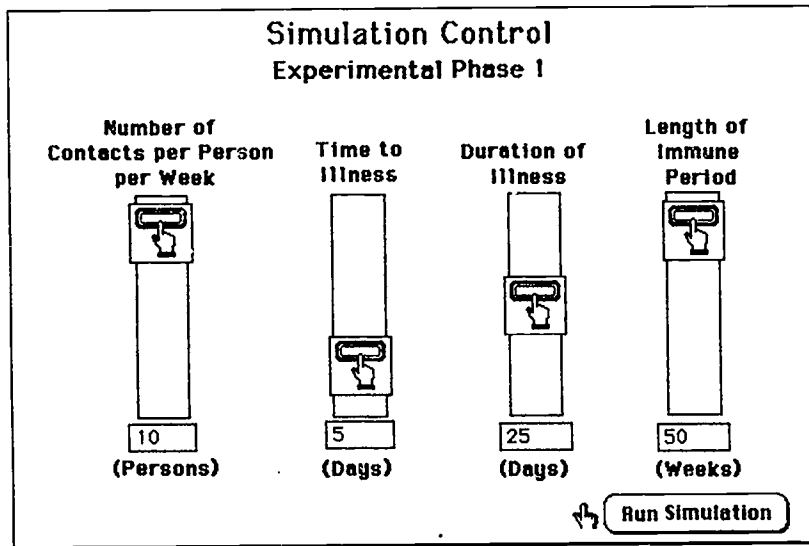 Simulation Control
Experimental Phase 1
Number of
Contacts per Person
per Week
Time to
Illness
Duration of
Illness
Length of
Immune
Period
10
5
25
50
(Persons)
(Days)
(Days)
(Weeks)
Run Simulation